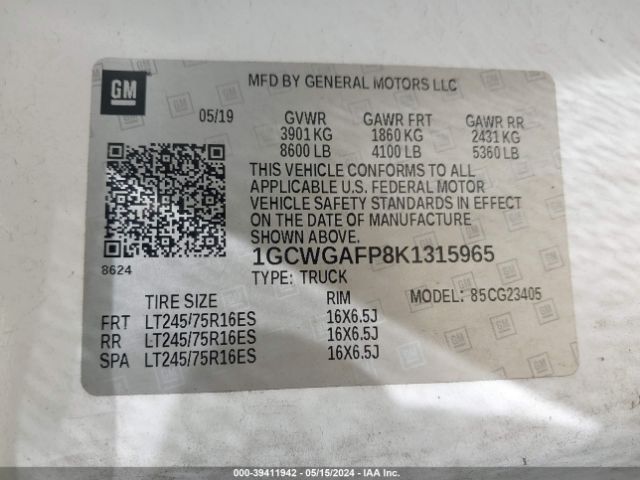 GM
MFD BY GENERAL MOTORS LLC
05/19 GVWR GAWR FRT GAWR RR
3901 KG 1860 KG 2431 KG
8600 LB 4100 LB 5360 LB
THIS VEHICLE CONFORMS TO ALL
APPLICABLE U.S. FEDERAL MOTOR
VEHICLE SAFETY STANDARDS IN EFFECT
ON THE DATE OF MANUFACTURE
SHOWN ABOVE.
8624
1GCWGAFP8K1315965
TYPE: TRUCK MODEL: 85CG23405
TIRE SIZE RIM
FRT LT245/75R16ES 16X6.5J
RR LT245/75R16ES 16X6.5J
SPA LT245/75R16ES 16X6.5J
000-39411942 - 05/15/2024 - IAA Inc.